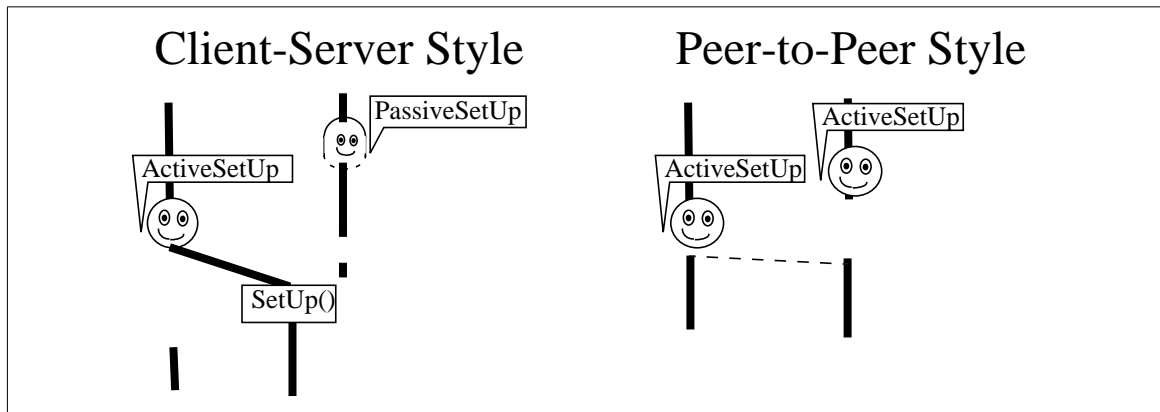 Client-Server Style
PassiveSetUp
ActiveSetUp
SetUp()
Peer-to-Peer Style
ActiveSetUp
ActiveSetUp